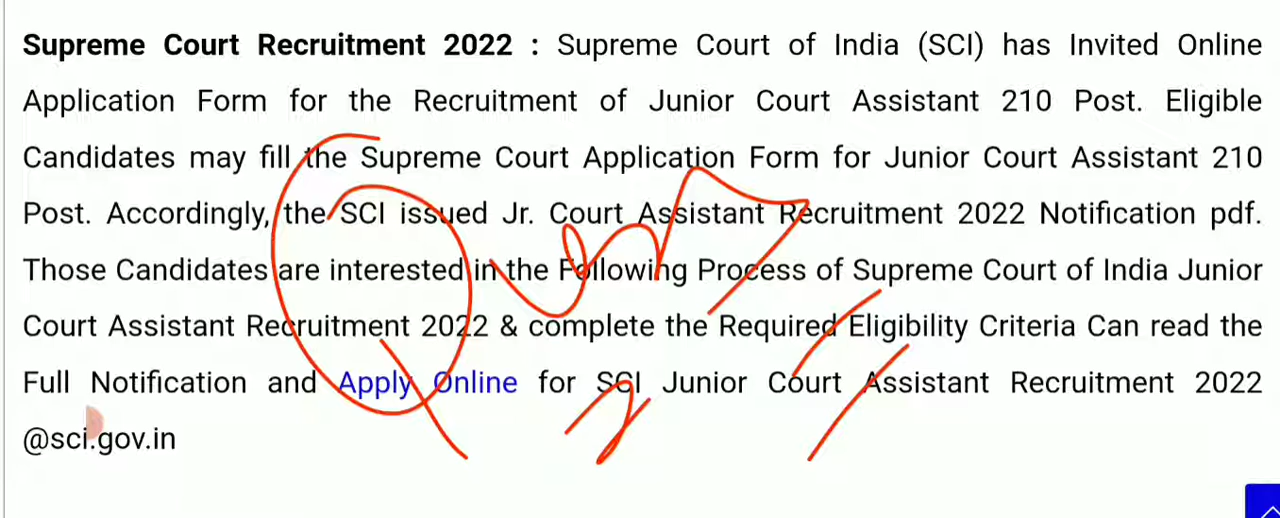 Supreme Court Recruitment 2022 : Supreme Court of India (SCI) has Invited Online
Application Form for the Recruitment of Junior Court Assistant 210 Post. Eligible
Candidates may fill the Supreme Court Application Form for Junior Court Assistant 210
Post. Accordingly, the SCI issued Jr. Court Assistant Recruitment 2022 Notification pdf.
Those Candidates are interested in the Following Process of Supreme Court of India Junior
Court Assistant Recruitment 2022 & complete the Required Eligibility Criteria Can read the
Full Notification and Apply Online for SCI Junior Court Assistant Recruitment 2022
@sci.gov.in